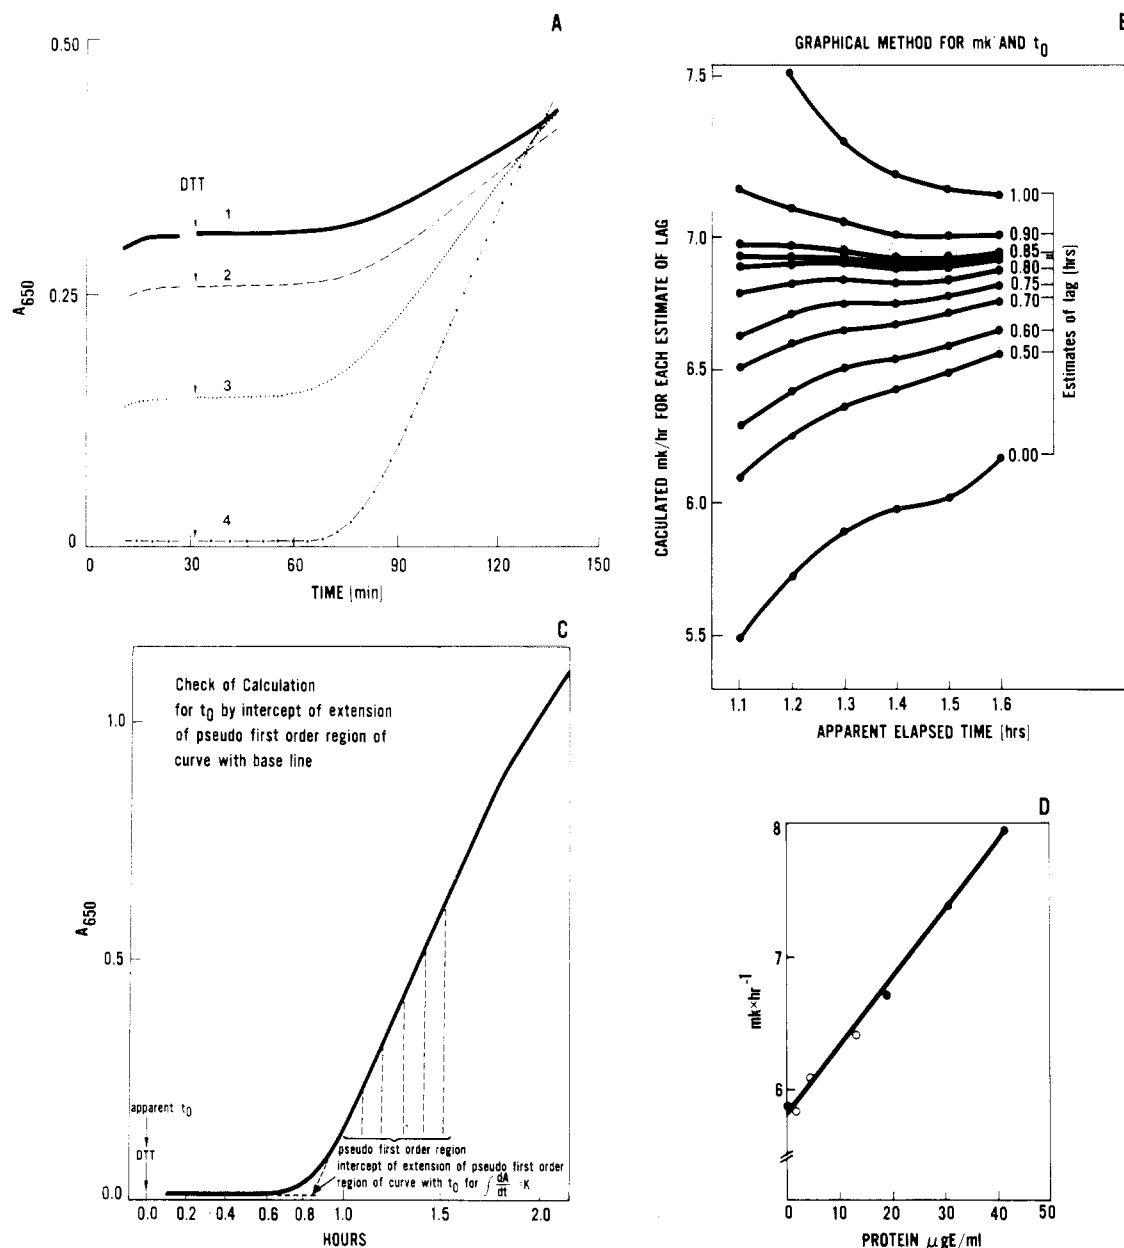 A
0.50
0.25
0
A650
DTT
1
2
3
4
0
30
60
90
120
150
TIME (min)
B
GRAPHICAL METHOD FOR mk AND t0
7.5
7.0
6.5
6.0
5.5
CACULATED mk/hr FOR EACH ESTIMATE OF LAG
1.00
0.90
0.85
0.80
0.75
0.70
0.60
0.50
0.00
Estimates of lag (hrs)
1.1
1.2
1.3
1.4
1.5
1.6
APPARENT ELAPSED TIME (hrs)
C
Check of Calculation
for t0 by intercept of extension
of pseudo first order region of
curve with base line
1.0
0.5
0.0
A650
apparent t0
DTT
pseudo first order region
intercept of extension of pseudo first order
region of curve with t0 for ∫ dA/dt = K
0.0
0.2
0.4
0.6
0.8
1.0
1.5
2.0
HOURS
D
8
7
6
mk×hr-1
0
10
20
30
40
50
PROTEIN μgE/ml